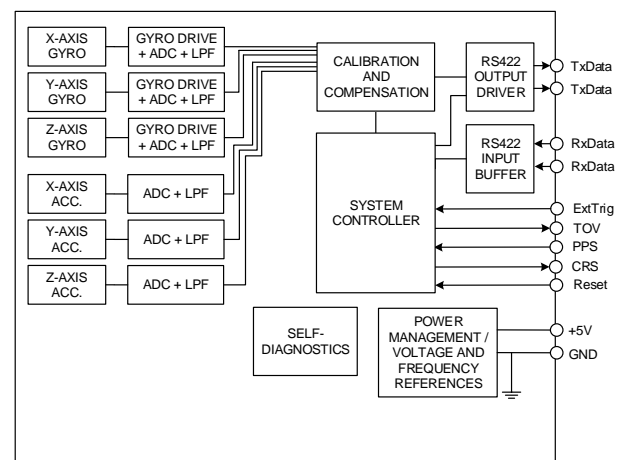 X-AXIS
GYRO
GYRO DRIVE
+ ADC + LPF
Y-AXIS
GYRO
GYRO DRIVE
+ ADC + LPF
Z-AXIS
GYRO
GYRO DRIVE
+ ADC + LPF
X-AXIS
ACC.
ADC + LPF
Y-AXIS
ACC.
ADC + LPF
Z-AXIS
ACC.
ADC + LPF
CALIBRATION
AND
COMPENSATION
RS422
OUTPUT
DRIVER
TxData
TxData
RS422
INPUT
BUFFER
RxData
RxData
SYSTEM
CONTROLLER
ExtTrig
TOV
PPS
CRS
Reset
SELF-
DIAGNOSTICS
POWER
MANAGEMENT /
VOLTAGE AND
FREQUENCY
REFERENCES
+5V
GND